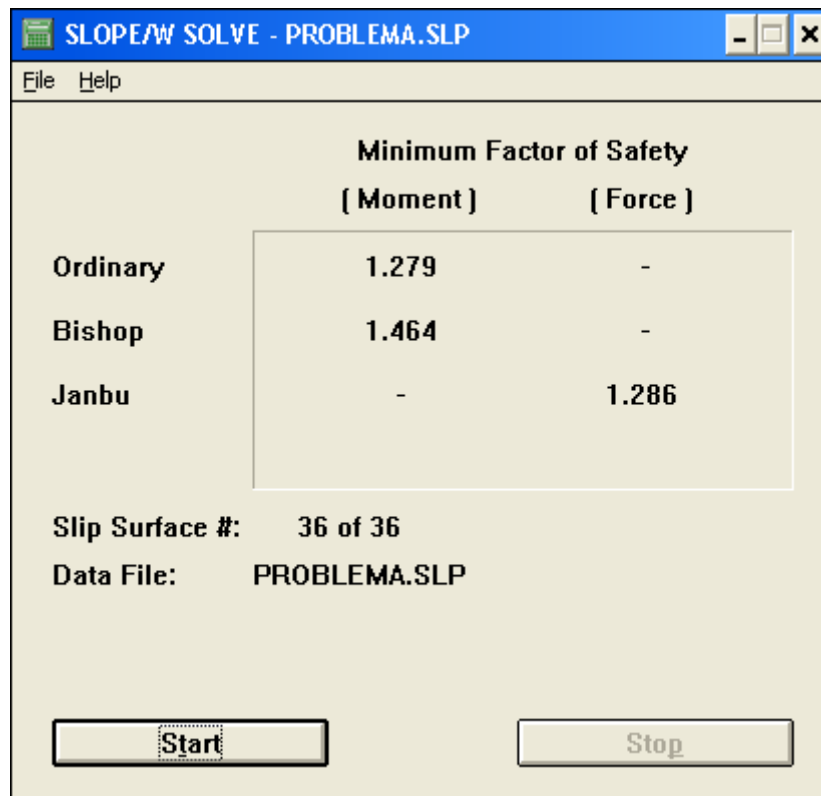 SLOPE/W SOLVE - PROBLEMA.SLP
File Help
Minimum Factor of Safety
( Moment ) ( Force )
Ordinary 1.279 -
Bishop 1.464 -
Janbu - 1.286
Slip Surface #: 36 of 36
Data File: PROBLEMA.SLP
Start Stop